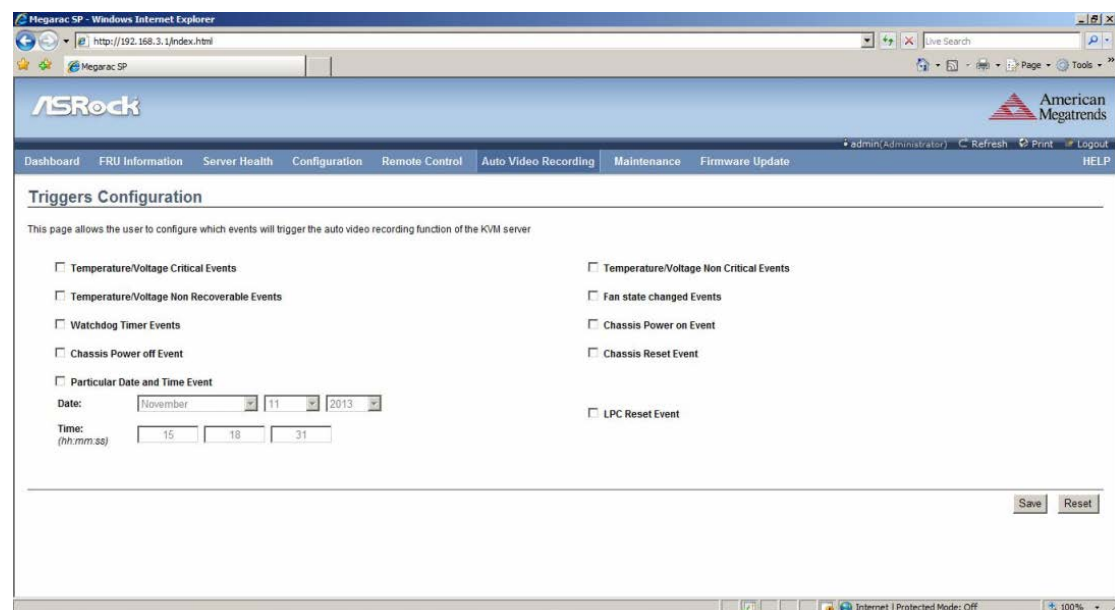 Megarac SP - Windows Internet Explorer
http://192.168.3.1/index.html
Live Search
Megarac SP
Page
Tools
ASRock
American
Megatrends
admin(Administrator) Refresh Print Logout
Dashboard FRU Information Server Health Configuration Remote Control Auto Video Recording Maintenance Firmware Update HELP
Triggers Configuration
This page allows the user to configure which events will trigger the auto video recording function of the KVM server
Temperature/Voltage Critical Events
Temperature/Voltage Non Critical Events
Temperature/Voltage Non Recoverable Events
Fan state changed Events
Watchdog Timer Events
Chassis Power on Event
Chassis Power off Event
Chassis Reset Event
Particular Date and Time Event
Date: November 11 2013
LPC Reset Event
Time: 15 18 31
(hh:mm:ss)
Save Reset
Internet | Protected Mode: Off 100%